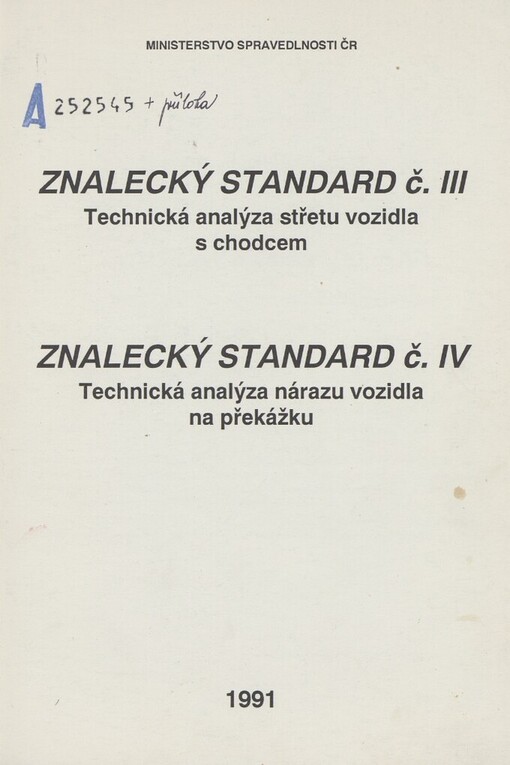 MINISTERSTVO SPRAVEDLNOSTI ČR
A 252545 + příloha
ZNALECKÝ STANDARD č. III
Technická analýza střetu vozidla
s chodcem
ZNALECKÝ STANDARD č. IV
Technická analýza nárazu vozidla
na překážku
1991